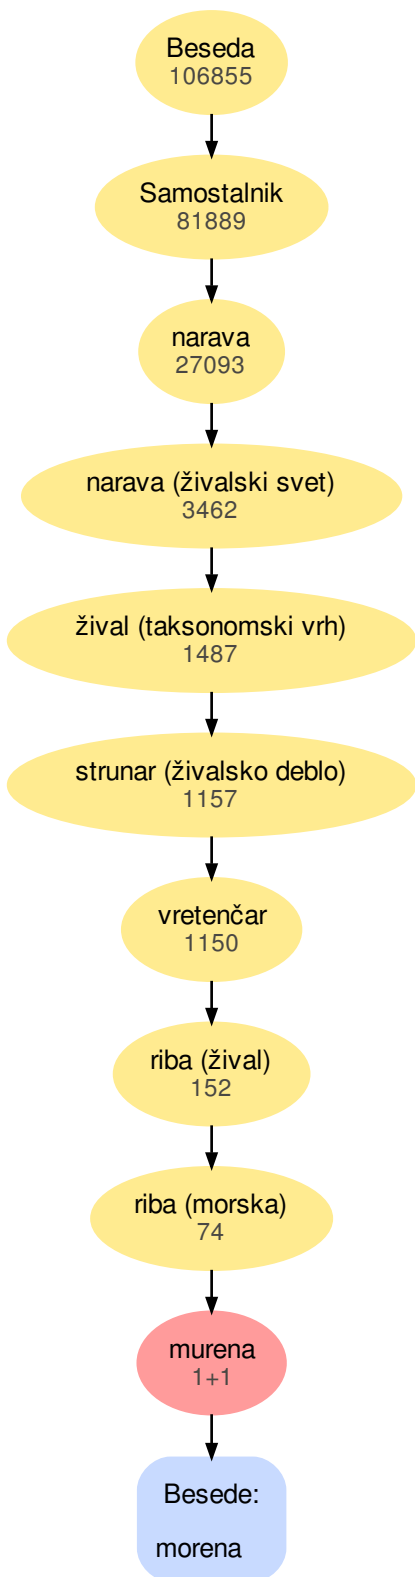 Beseda
106855
Samostalnik
81889
narava
27093
narava (živalski svet)
3462
žival (taksonomski vrh)
1487
strunar (živalsko deblo)
1157
vretenčar
1150
riba (žival)
152
riba (morska)
74
murena
1+1
Besede:
morena